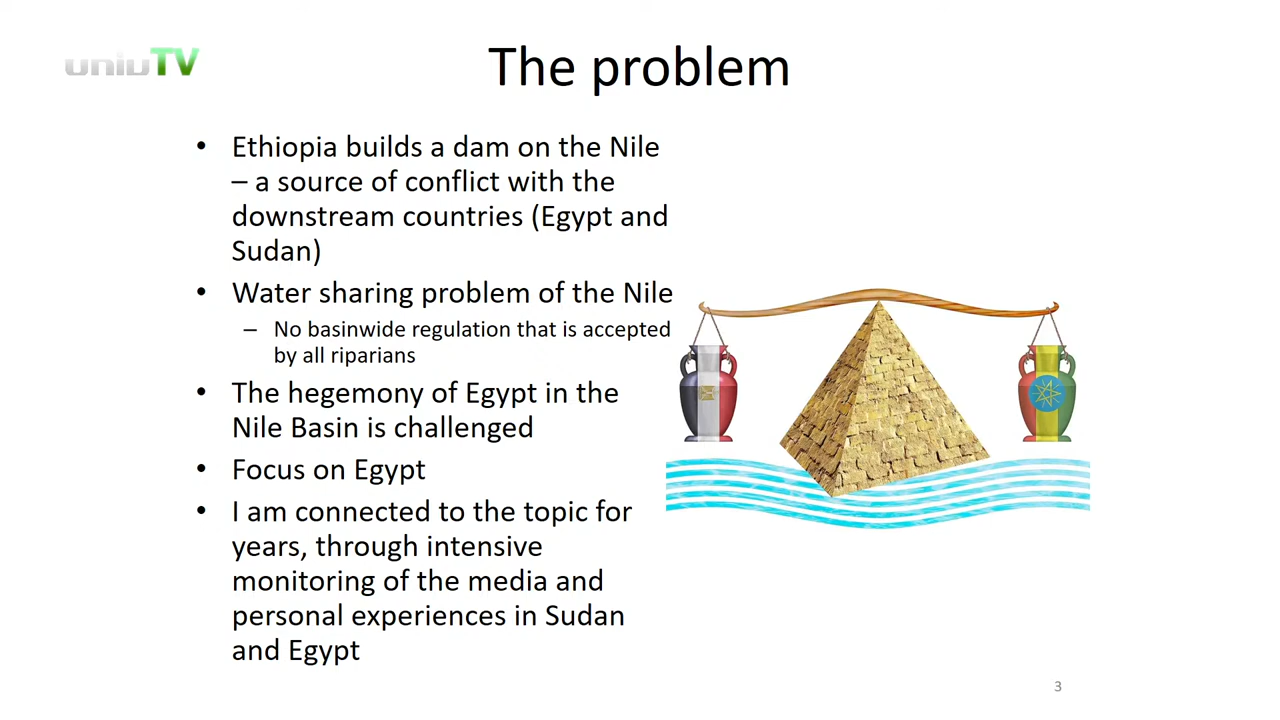 uniuTV
The problem
• Ethiopia builds a dam on the Nile
– a source of conflict with the
downstream countries (Egypt and
Sudan)
• Water sharing problem of the Nile
– No basinwide regulation that is accepted
by all riparians
• The hegemony of Egypt in the
Nile Basin is challenged
• Focus on Egypt
• I am connected to the topic for
years, through intensive
monitoring of the media and
personal experiences in Sudan
and Egypt
3